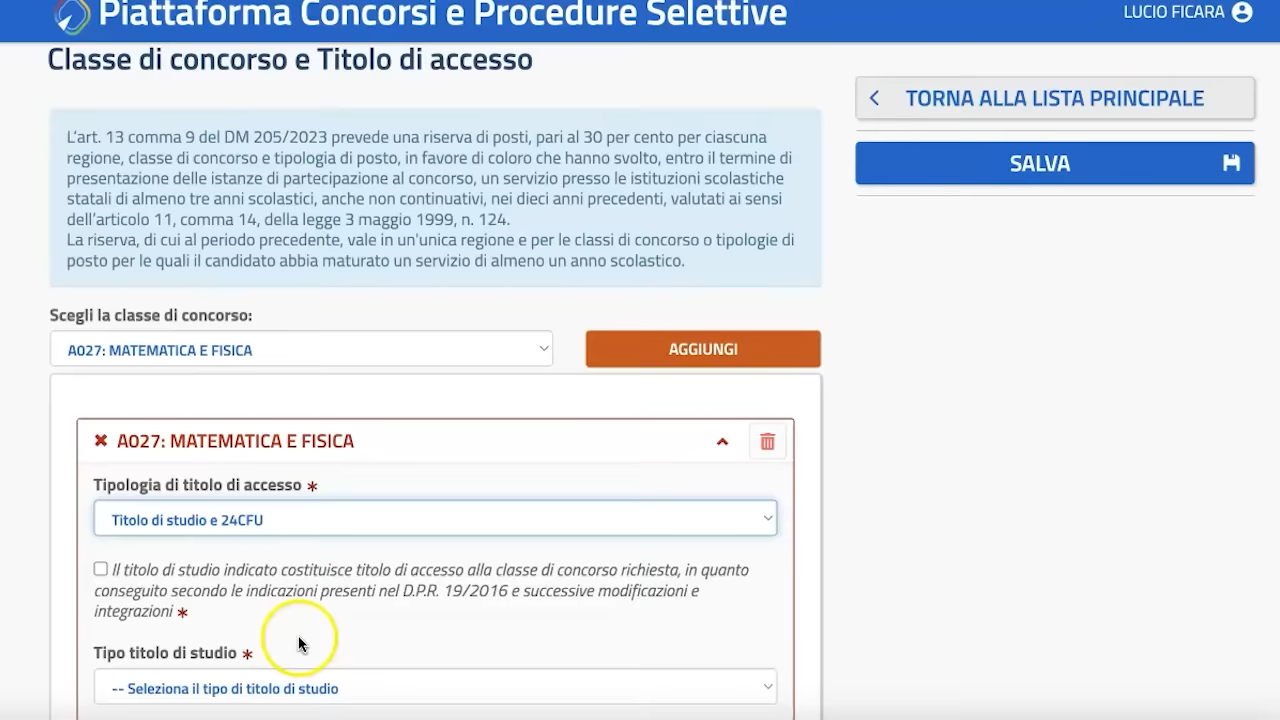 Piattaforma Concorsi e Procedure Selettive
LUCIO FICARA
Classe di concorso e Titolo di accesso
L'art. 13 comma 9 del DM 205/2023 prevede una riserva di posti, pari al 30 per cento per ciascuna
regione, classe di concorso e tipologia di posto, in favore di coloro che hanno svolto, entro il termine di
presentazione delle istanze di partecipazione al concorso, un servizio presso le istituzioni scolastiche
statali di almeno tre anni scolastici, anche non continuativi, nei dieci anni precedenti, valutati ai sensi
dell'articolo 11, comma 14, della legge 3 maggio 1999, n. 124.
La riserva, di cui al periodo precedente, vale in un'unica regione e per le classi di concorso o tipologie di
posto per le quali il candidato abbia maturato un servizio di almeno un anno scolastico.
TORNA ALLA LISTA PRINCIPALE
SALVA
Scegli la classe di concorso:
A027: MATEMATICA E FISICA
AGGIUNGI
A027: MATEMATICA E FISICA
Tipologia di titolo di accesso *
Titolo di studio e 24CFU
Il titolo di studio indicato costituisce titolo di accesso alla classe di concorso richiesta, in quanto
conseguito secondo le indicazioni presenti nel D.P.R. 19/2016 e successive modificazioni e
integrazioni *
Tipo titolo di studio *
-- Seleziona il tipo di titolo di studio